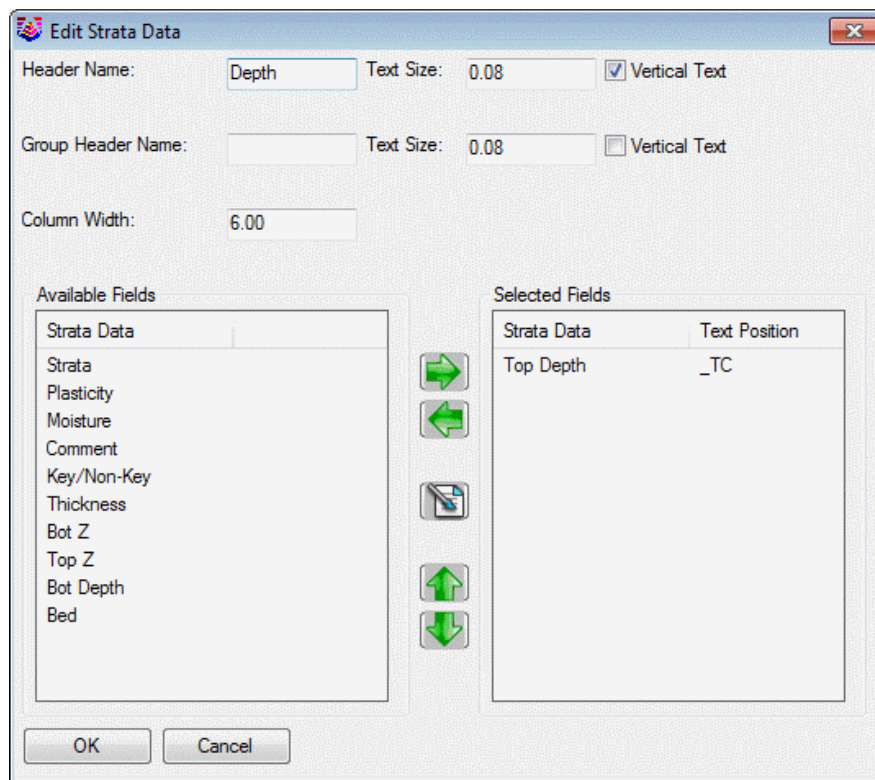 Edit Strata Data
Header Name: Depth Text Size: 0.08 Vertical Text
Group Header Name: Text Size: 0.08 Vertical Text
Column Width: 6.00
Available Fields
Strata Data
Strata
Plasticity
Moisture
Comment
Key/Non-Key
Thickness
Bot Z
Top Z
Bot Depth
Bed
Selected Fields
Strata Data Text Position
Top Depth _TC
OK Cancel